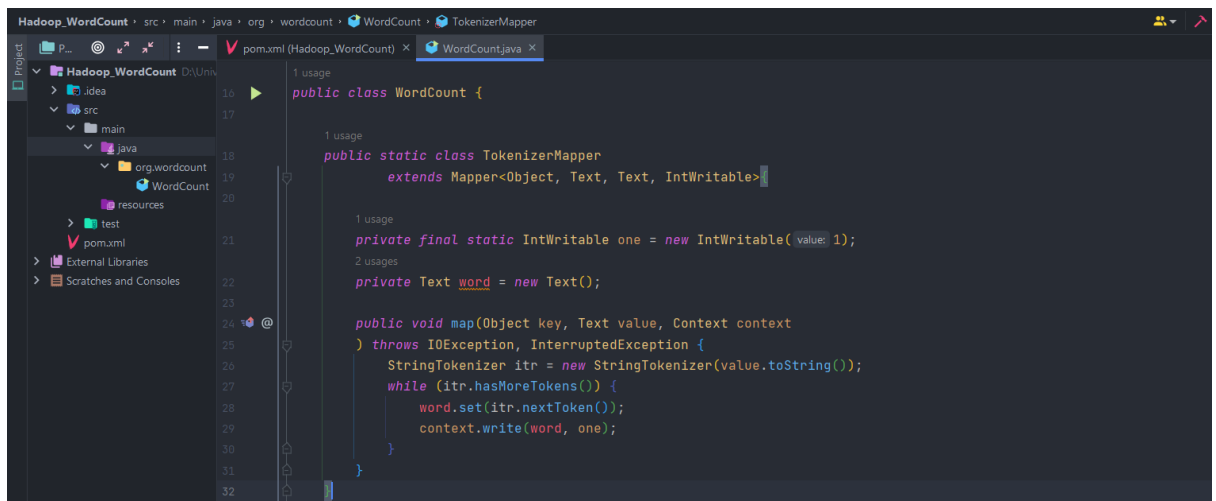 Hadoop_WordCount › src › main › java › org › wordcount › WordCount › TokenizerMapper
Project
P...
pom.xml (Hadoop_WordCount) ×
WordCount.java ×
Hadoop_WordCount D:\Univ
.idea
src
main
java
org.wordcount
WordCount
resources
test
pom.xml
External Libraries
Scratches and Consoles
1 usage
16 public class WordCount {
17
1 usage
18 public static class TokenizerMapper
19 extends Mapper<Object, Text, Text, IntWritable>{
20
1 usage
21 private final static IntWritable one = new IntWritable( value: 1);
2 usages
22 private Text word = new Text();
23
24 @ public void map(Object key, Text value, Context context
25 ) throws IOException, InterruptedException {
26 StringTokenizer itr = new StringTokenizer(value.toString());
27 while (itr.hasMoreTokens()) {
28 word.set(itr.nextToken());
29 context.write(word, one);
30 }
31 }
32 }